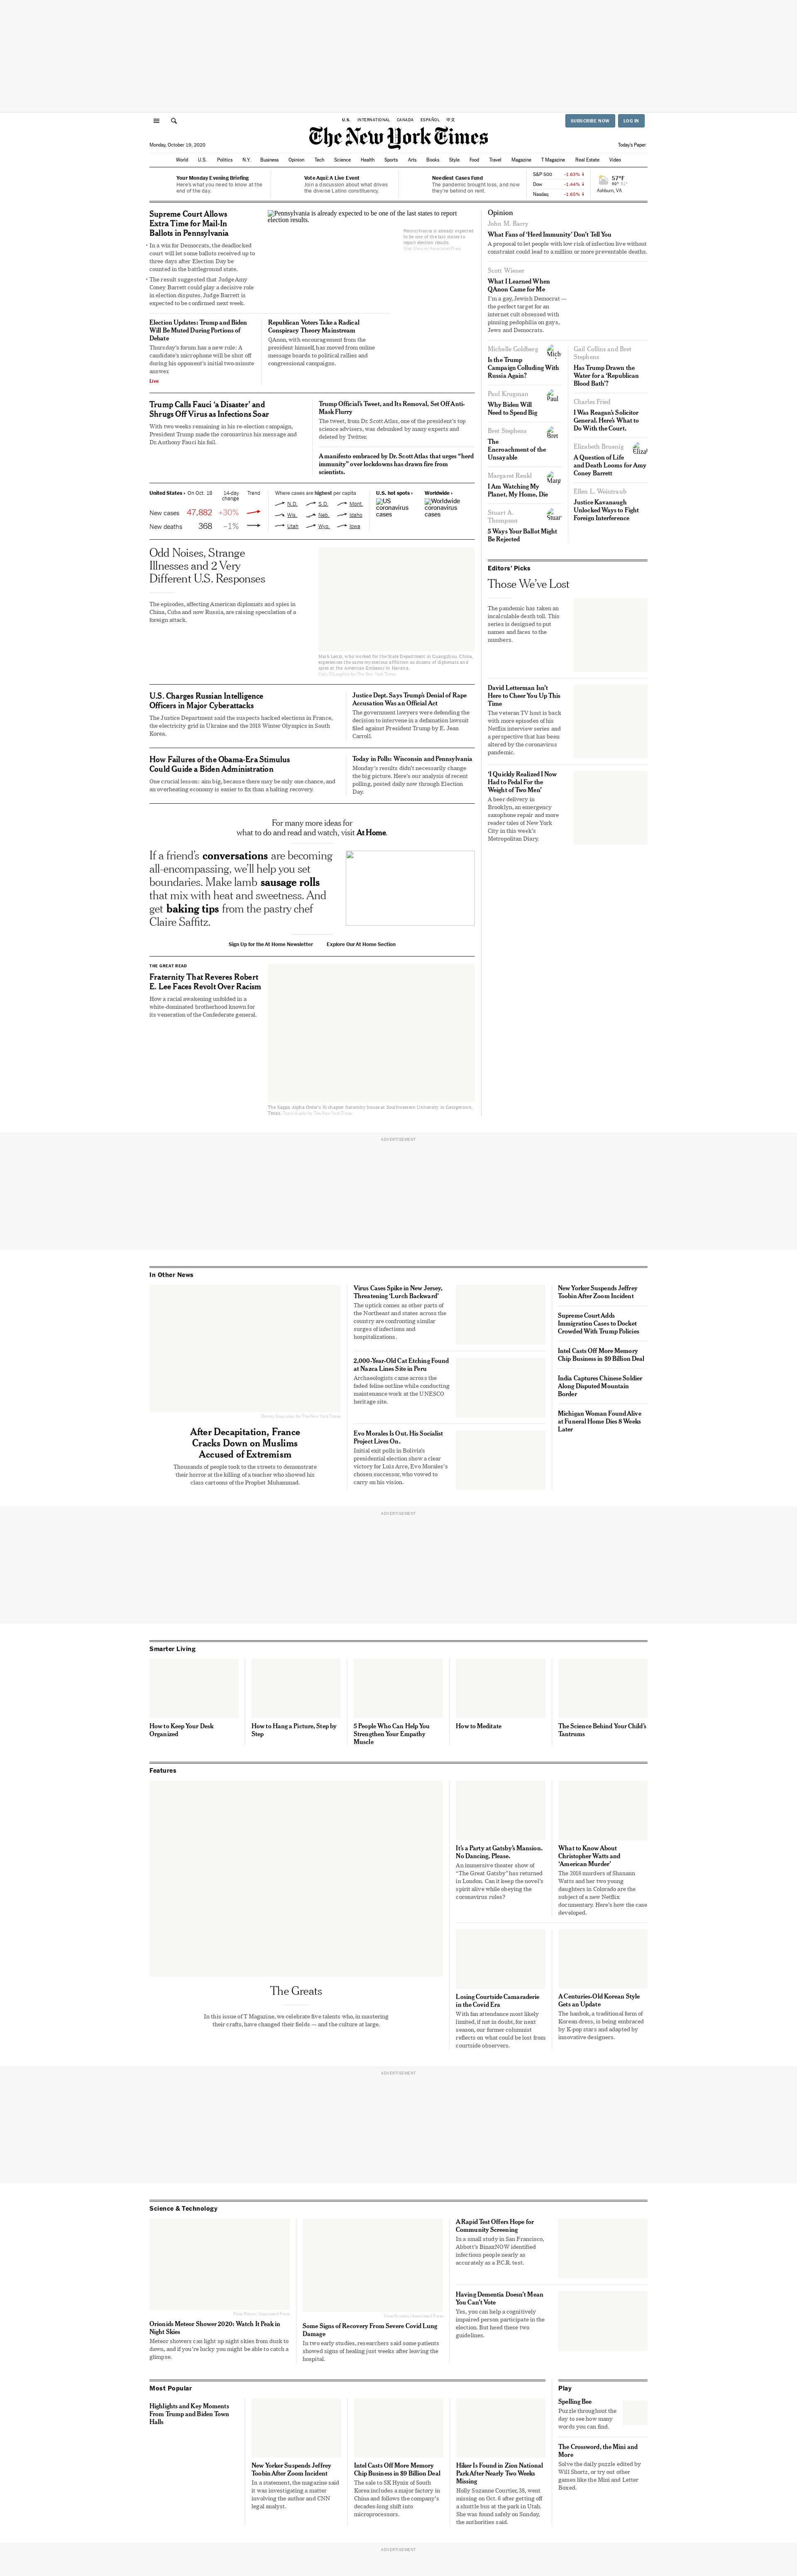 U.S. INTERNATIONAL CANADA ESPAÑOL 中文
SUBSCRIBE NOW LOG IN
The New York Times
Monday, October 19, 2020
Today's Paper
World U.S. Politics N.Y. Business Opinion Tech Science Health Sports Arts Books Style Food Travel Magazine T Magazine Real Estate Video
Your Monday Evening Briefing
Here's what you need to know at the
end of the day.
Vote Aquí: A Live Event
Join a discussion about what drives
the diverse Latino constituency.
Neediest Cases Fund
The pandemic brought loss, and now
they're behind on rent.
S&P 500 -1.63%
Dow -1.44%
Nasdaq -1.65%
57°F
Ashburn, VA
Supreme Court Allows
Extra Time for Mail-In
Ballots in Pennsylvania
• In a win for Democrats, the deadlocked
court will let some ballots received up to
three days after Election Day be
counted in the battleground state.
• The result suggested that Judge Amy
Coney Barrett could play a decisive role
in election disputes. Judge Barrett is
expected to be confirmed next week.
Pennsylvania is already expected to be one of the last states to report
election results.
Pennsylvania is already expected
to be one of the last states to
report election results.
Election Updates: Trump and Biden
Will Be Muted During Portions of
Debate
Thursday's forum has a new rule: A
candidate's microphone will be shut off
during his opponent's initial two-minute
answer.
Live
Republican Voters Take a Radical
Conspiracy Theory Mainstream
QAnon, with encouragement from the
president himself, has moved from online
message boards to political rallies and
congressional campaigns.
Trump Calls Fauci 'a Disaster' and
Shrugs Off Virus as Infections Soar
With two weeks remaining in his re-election campaign,
President Trump made the coronavirus his message and
Dr. Anthony Fauci his foil.
Trump Official's Tweet, and Its Removal, Set Off Anti-
Mask Flurry
The tweet, from Dr. Scott Atlas, one of the president's top
science advisers, was debunked by many experts and
deleted by Twitter.
A manifesto embraced by Dr. Scott Atlas that urges "herd
immunity" over lockdowns has drawn fire from
scientists.
United States › On Oct. 18 14-day
change Trend
New cases 47,882 +30%
New deaths 368 –1%
Where cases are highest per capita
N.D. S.D. Mont.
Wis. Neb. Idaho
Utah Wyo. Iowa
U.S. hot spots ›
US
coronavirus
cases
Worldwide ›
Worldwide
coronavirus
cases
Odd Noises, Strange
Illnesses and 2 Very
Different U.S. Responses
The episodes, affecting American diplomats and spies in
China, Cuba and now Russia, are raising speculation of a
foreign attack.
Mark Lenzi, who worked for the State Department in Guangzhou, China,
experiences the same mysterious affliction as dozens of diplomats and
spies at the American Embassy in Havana.
U.S. Charges Russian Intelligence
Officers in Major Cyberattacks
The Justice Department said the suspects hacked elections in France,
the electricity grid in Ukraine and the 2018 Winter Olympics in South
Korea.
Justice Dept. Says Trump's Denial of Rape
Accusation Was an Official Act
The government lawyers were defending the
decision to intervene in a defamation lawsuit
filed against President Trump by E. Jean
Carroll.
How Failures of the Obama-Era Stimulus
Could Guide a Biden Administration
One crucial lesson: aim big, because there may be only one chance, and
an overheating economy is easier to fix than a halting recovery.
Today in Polls: Wisconsin and Pennsylvania
Monday's results didn't necessarily change
the big picture. Here's our analysis of recent
polling, posted daily now through Election
Day.
For many more ideas for
what to do and read and watch, visit At Home.
If a friend's conversations are becoming
all-encompassing, we'll help you set
boundaries. Make lamb sausage rolls
that mix with heat and sweetness. And
get baking tips from the pastry chef
Claire Saffitz.
Sign Up for the At Home Newsletter Explore Our At Home Section
THE GREAT READ
Fraternity That Reveres Robert
E. Lee Faces Revolt Over Racism
How a racial awakening unfolded in a
white-dominated brotherhood known for
its veneration of the Confederate general.
The Kappa Alpha Order's Xi chapter fraternity house at Southwestern University in Georgetown,
Texas.
Opinion
John M. Barry
What Fans of 'Herd Immunity' Don't Tell You
A proposal to let people with low risk of infection live without
constraint could lead to a million or more preventable deaths.
Scott Wiener
What I Learned When
QAnon Came for Me
I'm a gay, Jewish Democrat —
the perfect target for an
internet cult obsessed with
pinning pedophilia on gays,
Jews and Democrats.
Michelle Goldberg
Is the Trump
Campaign Colluding With
Russia Again?
Paul Krugman
Why Biden Will
Need to Spend Big
Bret Stephens
The
Encroachment of the
Unsayable
Margaret Renkl
I Am Watching My
Planet, My Home, Die
Stuart A.
Thompson
5 Ways Your Ballot Might
Be Rejected
Gail Collins and Bret
Stephens
Has Trump Drawn the
Water for a 'Republican
Blood Bath'?
Charles Fried
I Was Reagan's Solicitor
General. Here's What to
Do With the Court.
Elizabeth Bruenig
A Question of Life
and Death Looms for Amy
Coney Barrett
Ellen L. Weintraub
Justice Kavanaugh
Unlocked Ways to Fight
Foreign Interference
Editors' Picks
Those We've Lost
The pandemic has taken an
incalculable death toll. This
series is designed to put
names and faces to the
numbers.
David Letterman Isn't
Here to Cheer You Up This
Time
The veteran TV host is back
with more episodes of his
Netflix interview series and
a perspective that has been
altered by the coronavirus
pandemic.
'I Quickly Realized I Now
Had to Pedal For the
Weight of Two Men'
A beer delivery in
Brooklyn, an emergency
saxophone repair and more
reader tales of New York
City in this week's
Metropolitan Diary.
ADVERTISEMENT
In Other News
After Decapitation, France
Cracks Down on Muslims
Accused of Extremism
Thousands of people took to the streets to demonstrate
their horror at the killing of a teacher who showed his
class cartoons of the Prophet Muhammad.
Virus Cases Spike in New Jersey,
Threatening 'Lurch Backward'
The uptick comes as other parts of
the Northeast and states across the
country are confronting similar
surges of infections and
hospitalizations.
2,000-Year-Old Cat Etching Found
at Nazca Lines Site in Peru
Archaeologists came across the
faded feline outline while conducting
maintenance work at the UNESCO
heritage site.
Evo Morales Is Out. His Socialist
Project Lives On.
Initial exit polls in Bolivia's
presidential election show a clear
victory for Luis Arce, Evo Morales's
chosen successor, who vowed to
carry on his vision.
New Yorker Suspends Jeffrey
Toobin After Zoom Incident
Supreme Court Adds
Immigration Cases to Docket
Crowded With Trump Policies
Intel Casts Off More Memory
Chip Business in $9 Billion Deal
India Captures Chinese Soldier
Along Disputed Mountain
Border
Michigan Woman Found Alive
at Funeral Home Dies 8 Weeks
Later
ADVERTISEMENT
Smarter Living
How to Keep Your Desk
Organized
How to Hang a Picture, Step by
Step
5 People Who Can Help You
Strengthen Your Empathy
Muscle
How to Meditate
The Science Behind Your Child's
Tantrums
Features
The Greats
In this issue of T Magazine, we celebrate five talents who, in mastering
their crafts, have changed their fields — and the culture at large.
It's a Party at Gatsby's Mansion.
No Dancing, Please.
An immersive theater show of
"The Great Gatsby" has returned
in London. Can it keep the novel's
spirit alive while obeying the
coronavirus rules?
What to Know About
Christopher Watts and
'American Murder'
The 2018 murders of Shanann
Watts and her two young
daughters in Colorado are the
subject of a new Netflix
documentary. Here's how the case
developed.
Losing Courtside Camaraderie
in the Covid Era
With fan attendance most likely
limited, if not in doubt, for next
season, our former columnist
reflects on what could be lost from
courtside observers.
A Centuries-Old Korean Style
Gets an Update
The hanbok, a traditional form of
Korean dress, is being embraced
by K-pop stars and adapted by
innovative designers.
ADVERTISEMENT
Science & Technology
Orionids Meteor Shower 2020: Watch It Peak in
Night Skies
Meteor showers can light up night skies from dusk to
dawn, and if you're lucky you might be able to catch a
glimpse.
Some Signs of Recovery From Severe Covid Lung
Damage
In two early studies, researchers said some patients
showed signs of healing just weeks after leaving the
hospital.
A Rapid Test Offers Hope for
Community Screening
In a small study in San Francisco,
Abbott's BinaxNOW identified
infectious people nearly as
accurately as a P.C.R. test.
Having Dementia Doesn't Mean
You Can't Vote
Yes, you can help a cognitively
impaired person participate in the
election. But heed these two
guidelines.
Most Popular
Highlights and Key Moments
From Trump and Biden Town
Halls
New Yorker Suspends Jeffrey
Toobin After Zoom Incident
In a statement, the magazine said
it was investigating a matter
involving the author and CNN
legal analyst.
Intel Casts Off More Memory
Chip Business in $9 Billion Deal
The sale to SK Hynix of South
Korea includes a major factory in
China and follows the company's
decades-long shift into
microprocessors.
Hiker Is Found in Zion National
Park After Nearly Two Weeks
Missing
Holly Suzanne Courtier, 38, went
missing on Oct. 6 after getting off
a shuttle bus at the park in Utah.
She was found safely on Sunday,
the authorities said.
Play
Spelling Bee
Puzzle throughout the
day to see how many
words you can find.
The Crossword, the Mini and
More
Solve the daily puzzle edited by
Will Shortz, or try out other
games like the Mini and Letter
Boxed.
ADVERTISEMENT